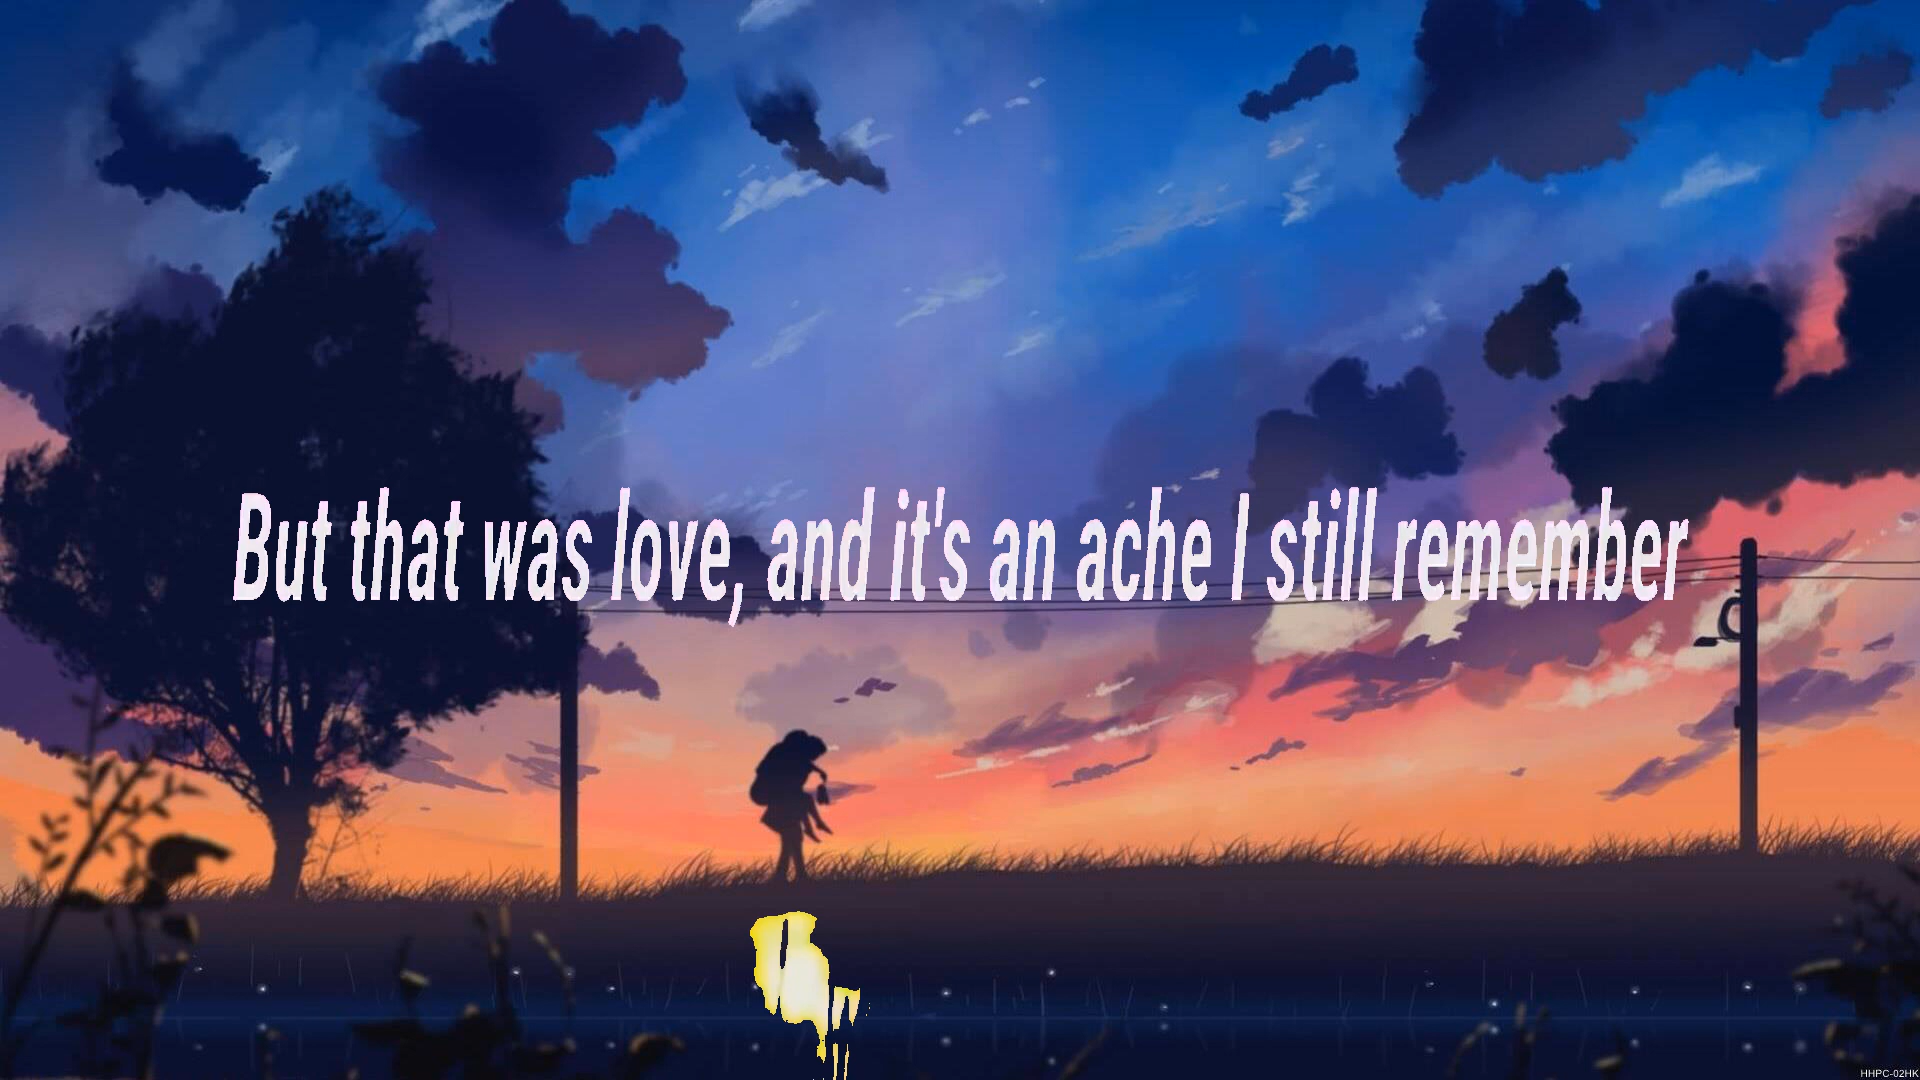 But that was love, and it's an ache I still remember
HHPC-02HK